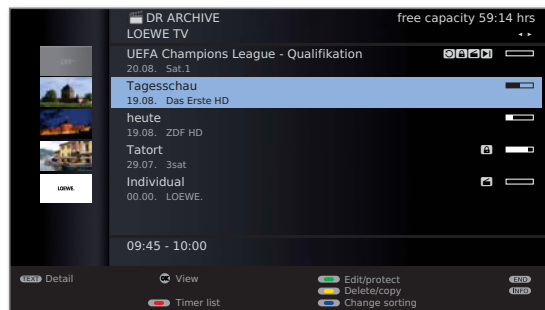 DR ARCHIVE free capacity 59:14 hrs
LOEWE TV
UEFA Champions League - Qualifikation
20.08. Sat.1
Tagesschau
19.08. Das Erste HD
heute
19.08. ZDF HD
Tatort
29.07. 3sat
LOEWE.
Individual
00.00. LOEWE.
09:45 - 10:00
TEXT Detail OK View Edit/protect END
Delete/copy INFO
Timer list Change sorting